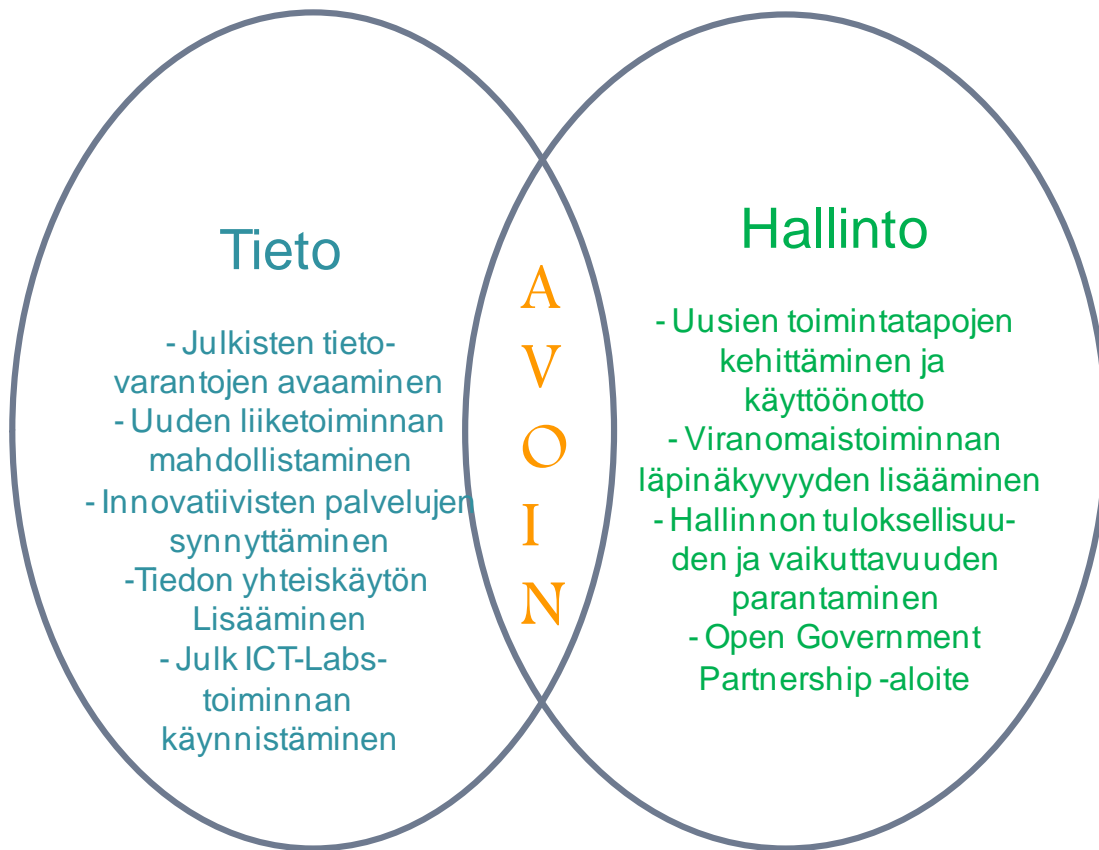 Tieto
- Julkisten tieto-
varantojen avaaminen
- Uuden liiketoiminnan
mahdollistaminen
- Innovatiivisten palvelujen
synnyttäminen
-Tiedon yhteiskäytön
Lisääminen
- Julk ICT-Labs-
toiminnan
käynnistäminen
A
V
O
I
N
Hallinto
- Uusien toimintatapojen
kehittäminen ja
käyttöönotto
- Viranomaistoiminnan
läpinäkyvyyden lisääminen
- Hallinnon tuloksellisuu-
den ja vaikuttavuuden
parantaminen
- Open Government
Partnership -aloite